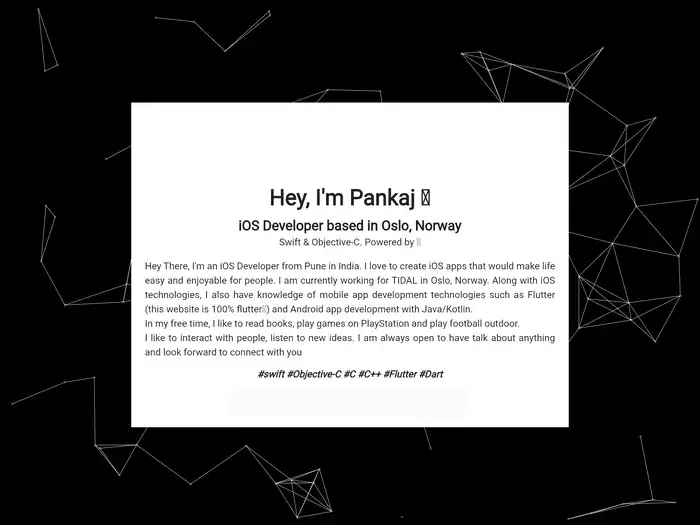 Hey, I'm Pankaj
iOS Developer based in Oslo, Norway
Swift & Objective-C. Powered by
Hey There, I'm an iOS Developer from Pune in India. I love to create iOS apps that would make life
easy and enjoyable for people. I am currently working for TIDAL in Oslo, Norway. Along with iOS
technologies, I also have knowledge of mobile app development technologies such as Flutter
(this website is 100% flutter) and Android app development with Java/Kotlin.
In my free time, I like to read books, play games on PlayStation and play football outdoor.
I like to interact with people, listen to new ideas. I am always open to have talk about anything
and look forward to connect with you
#swift #Objective-C #C #C++ #Flutter #Dart